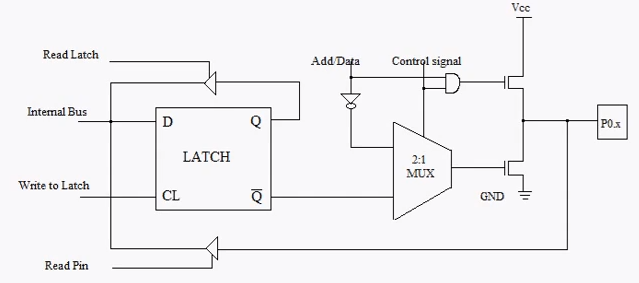 Vcc
Read Latch
Add/Data
Control signal
Internal Bus
D
Q
P0.x
LATCH
2:1
MUX
Write to Latch
CL
Q̅
GND
Read Pin